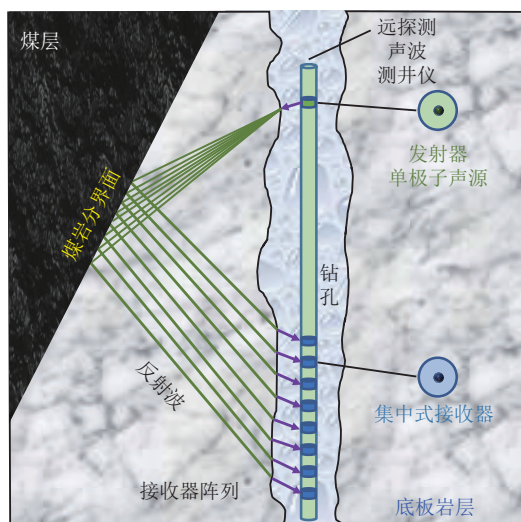 煤层
远探测
声波
测井仪
发射器
单极子声源
煤岩分界面
钻
孔
反射波
集中式接收器
接收器阵列
底板岩层